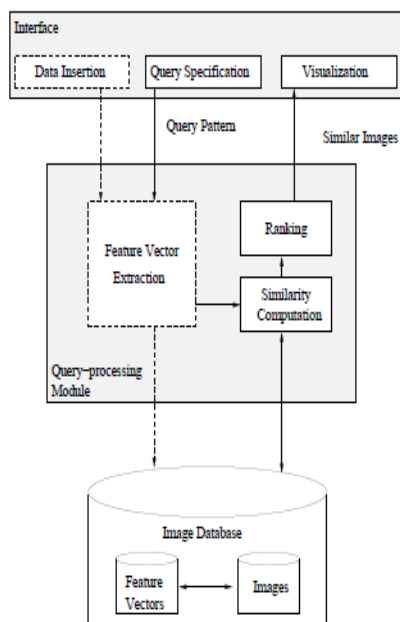 Interface
Data Insertion
Query Specification
Visualization
Query Pattern
Similar Images
Feature Vector
Extraction
Ranking
Similarity
Computation
Query-processing
Module
Image Database
Feature
Vectors
Images